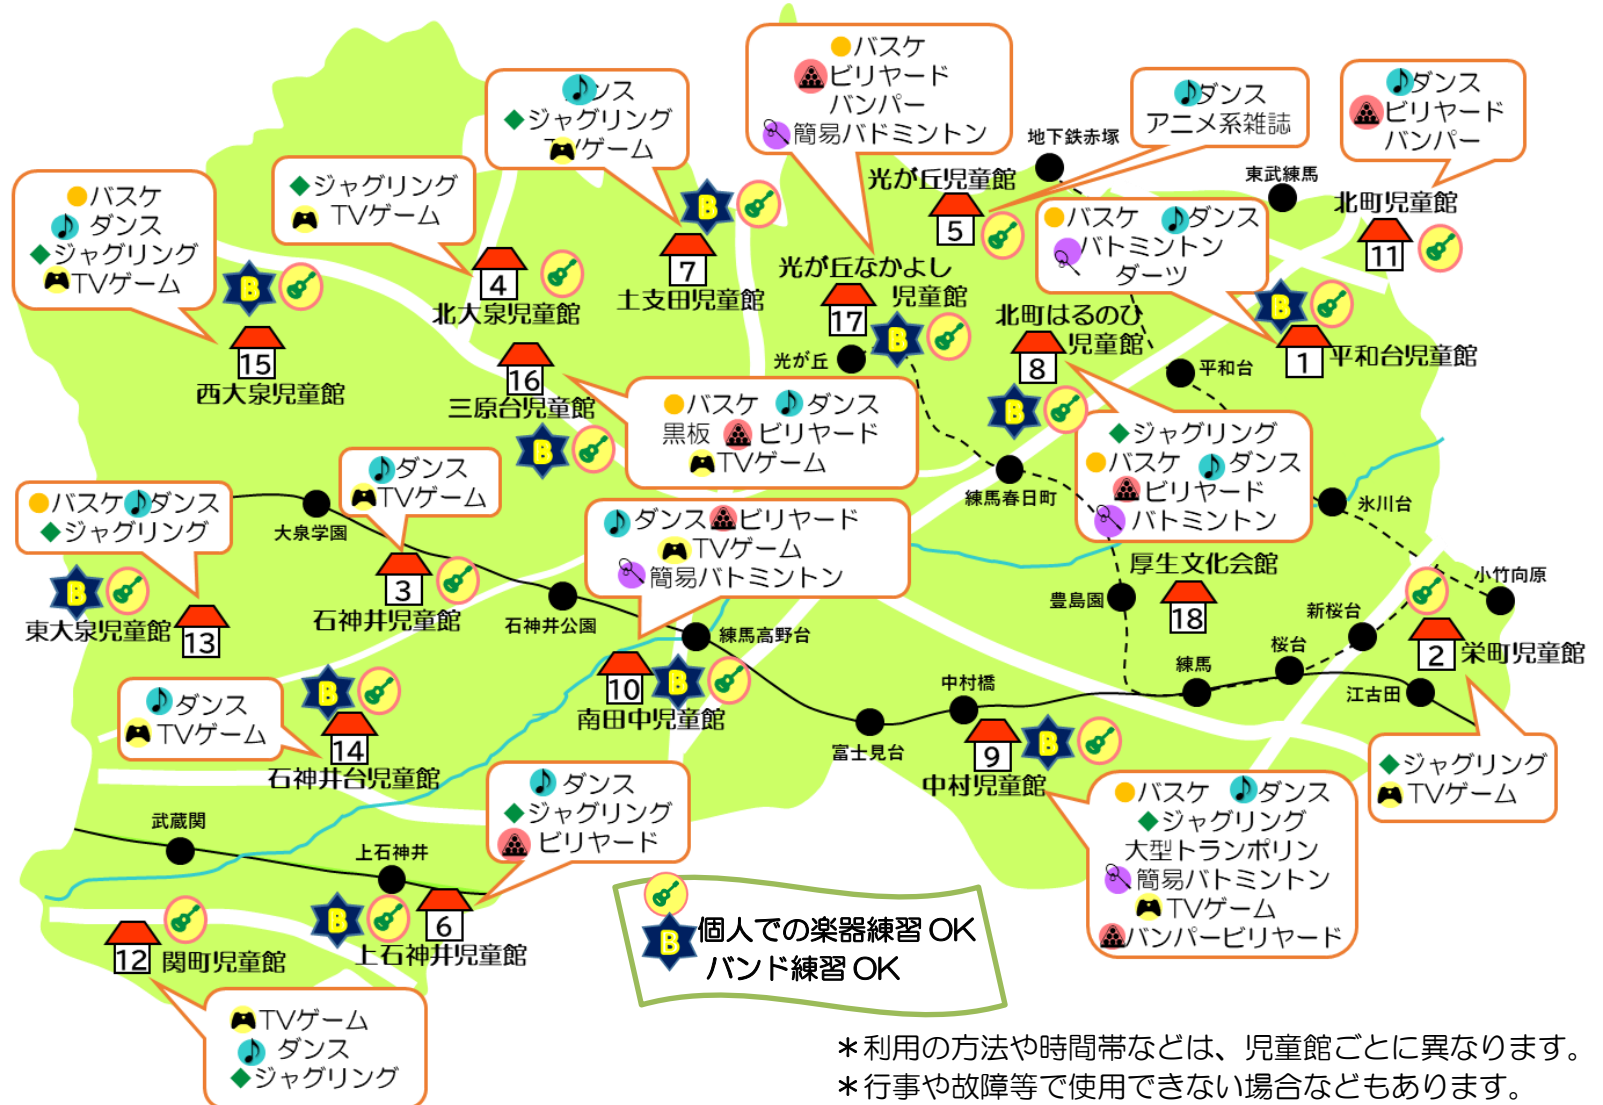 バスケ
ビリヤード
バンパー
簡易バドミントン
ンス
ジャグリング
TVゲーム
ダンス
アニメ系雑誌
ダンス
ビリヤード
バンパー
地下鉄赤塚
東武練馬
光が丘児童館
5
北町児童館
11
ジャグリング
TVゲーム
バスケ
ダンス
ジャグリング
TVゲーム
B
7
土支田児童館
4
北大泉児童館
B
15
西大泉児童館
バスケ ダンス
バトミントン
ダーツ
光が丘なかよし
児童館
17
B
光が丘
北町はるのひ
児童館
8
B
B
1
平和台児童館
平和台
16
三原台児童館
B
バスケ ダンス
黒板 ビリヤード
TVゲーム
ジャグリング
バスケ ダンス
ビリヤード
バトミントン
練馬春日町
氷川台
ダンス
TVゲーム
バスケ ダンス
ジャグリング
大泉学園
ダンス ビリヤード
TVゲーム
簡易バトミントン
3
石神井児童館
石神井公園
B
東大泉児童館
13
厚生文化会館
18
豊島園
小竹向原
新桜台
桜台
練馬
2
栄町児童館
江古田
練馬高野台
10
B
南田中児童館
ダンス
TVゲーム
B
14
石神井台児童館
中村橋
富士見台
9
B
中村児童館
ジャグリング
TVゲーム
ダンス
ジャグリング
ビリヤード
バスケ ダンス
ジャグリング
大型トランポリン
簡易バトミントン
TVゲーム
バンパービリヤード
武蔵関
上石神井
B
6
上石神井児童館
12
関町児童館
TVゲーム
ダンス
ジャグリング
個人での楽器練習 OK
B
バンド練習 OK
＊利用の方法や時間帯などは、児童館ごとに異なります。
＊行事や故障等で使用できない場合などもあります。